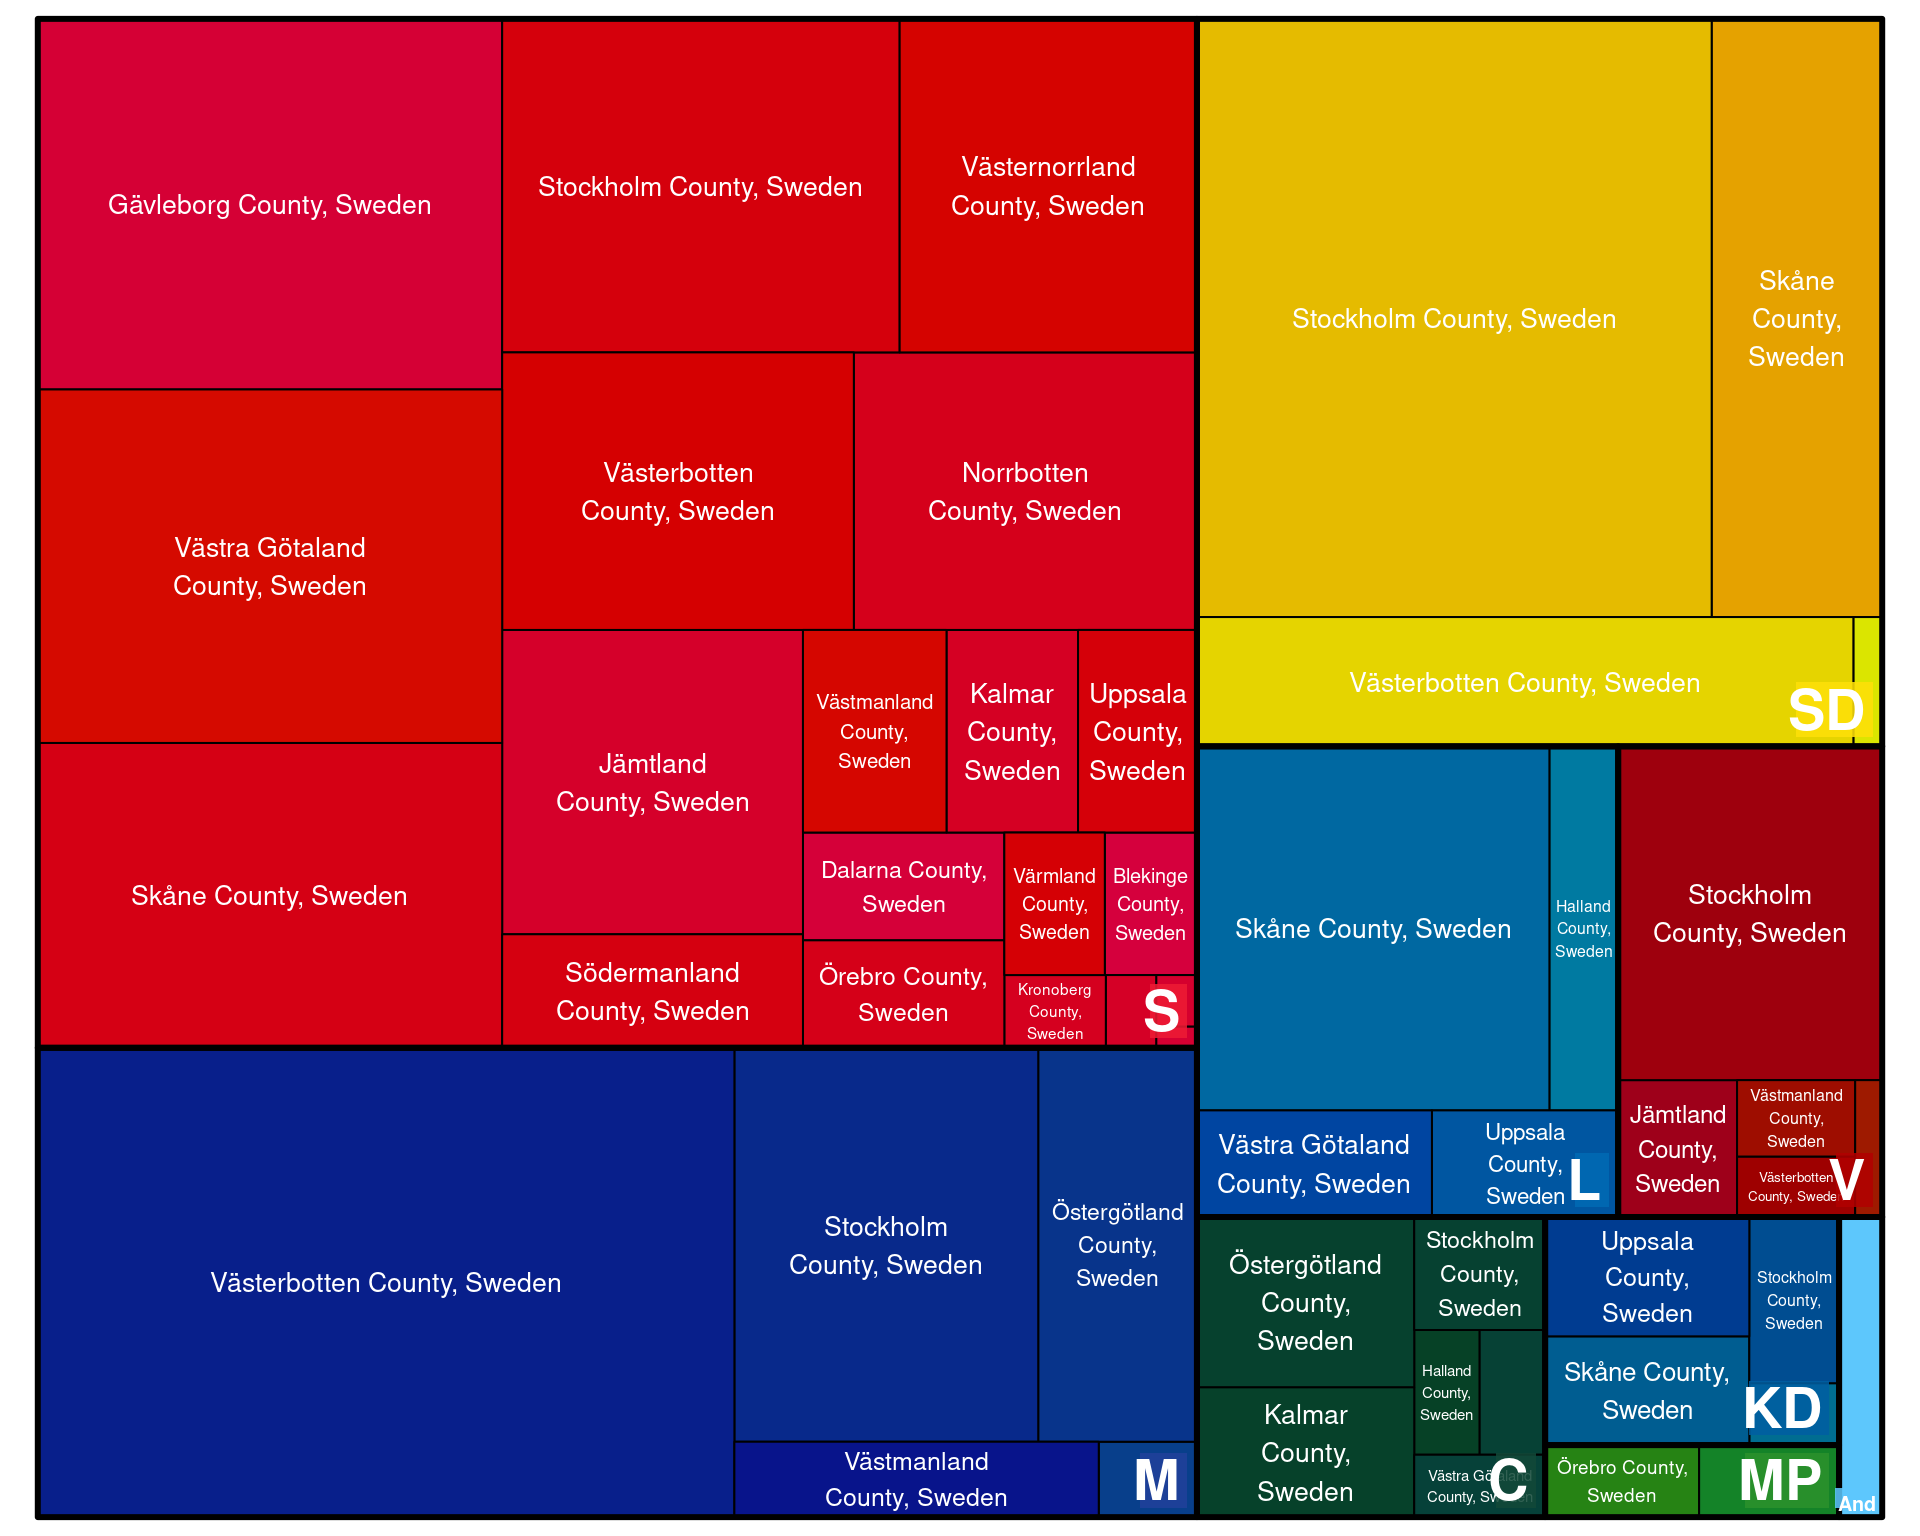 Gävleborg County, Sweden
Stockholm County, Sweden
Västernorrland
County, Sweden
Västra Götaland
County, Sweden
Västerbotten
County, Sweden
Norrbotten
County, Sweden
Skåne County, Sweden
Jämtland
County, Sweden
Västmanland
County,
Sweden
Kalmar
County,
Sweden
Uppsala
County,
Sweden
Dalarna County,
Sweden
Värmland
County,
Sweden
Blekinge
County,
Sweden
Södermanland
County, Sweden
Örebro County,
Sweden
Kronoberg
County,
Sweden
S
Västerbotten County, Sweden
Stockholm
County, Sweden
Östergötland
County,
Sweden
Västmanland
County, Sweden
M
Stockholm County, Sweden
Skåne
County,
Sweden
Västerbotten County, Sweden
SD
Skåne County, Sweden
Halland
County,
Sweden
Västra Götaland
County, Sweden
Uppsala
County,
Sweden
L
Stockholm
County, Sweden
Jämtland
County,
Sweden
Västmanland
County,
Sweden
Västerbotten
County, Swede
V
Östergötland
County,
Sweden
Stockholm
County,
Sweden
Kalmar
County,
Sweden
Halland
County,
Sweden
Västra Götaland
County, Sweden
C
Uppsala
County,
Sweden
Stockholm
County,
Sweden
Skåne County,
Sweden
KD
Örebro County,
Sweden
MP
And